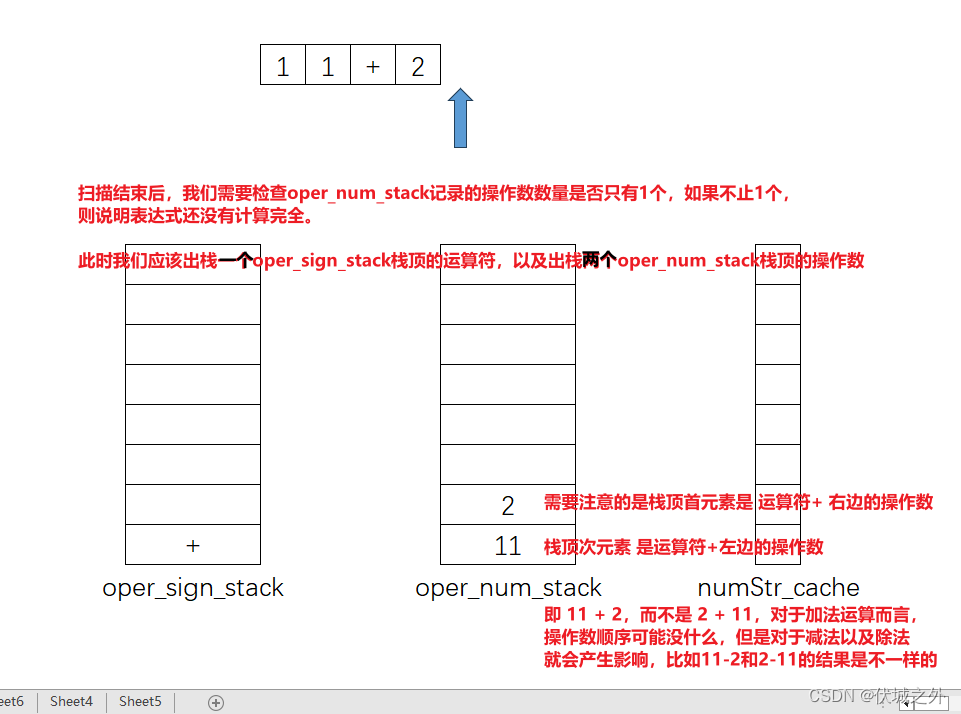 1 1 + 2
扫描结束后，我们需要检查oper_num_stack记录的操作数数量是否只有1个，如果不止1个，
则说明表达式还没有计算完全。
此时我们应该出栈一个oper_sign_stack栈顶的运算符，以及出栈两个oper_num_stack栈顶的操作数
2 需要注意的是栈顶首元素是 运算符+ 右边的操作数
+ 11 栈顶次元素 是运算符+左边的操作数
oper_sign_stack oper_num_stack numStr_cache
即 11 + 2，而不是 2 + 11，对于加法运算而言，
操作数顺序可能没什么，但是对于减法以及除法
就会产生影响，比如11-2和2-11的结果是不一样的
eet6 Sheet4 Sheet5
CSDN @伏城之外